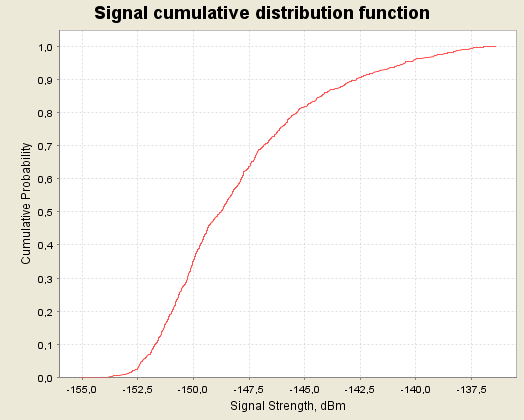 Signal cumulative distribution function
Cumulative Probability
1,0
0,9
0,8
0,7
0,6
0,5
0,4
0,3
0,2
0,1
0,0
-155,0 -152,5 -150,0 -147,5 -145,0 -142,5 -140,0 -137,5
Signal Strength, dBm